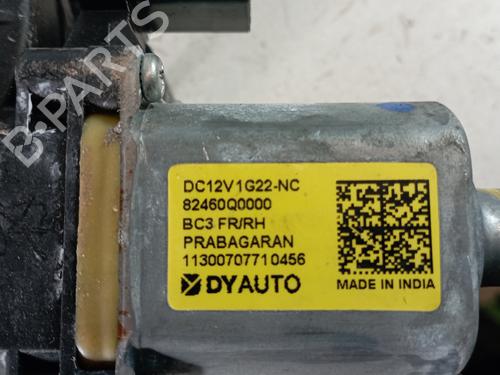 B-PARTS
DC12V1G22-NC
82460Q0000
BC3 FR/RH
PRABAGARAN
11300707710456
DYAUTO
MADE IN INDIA